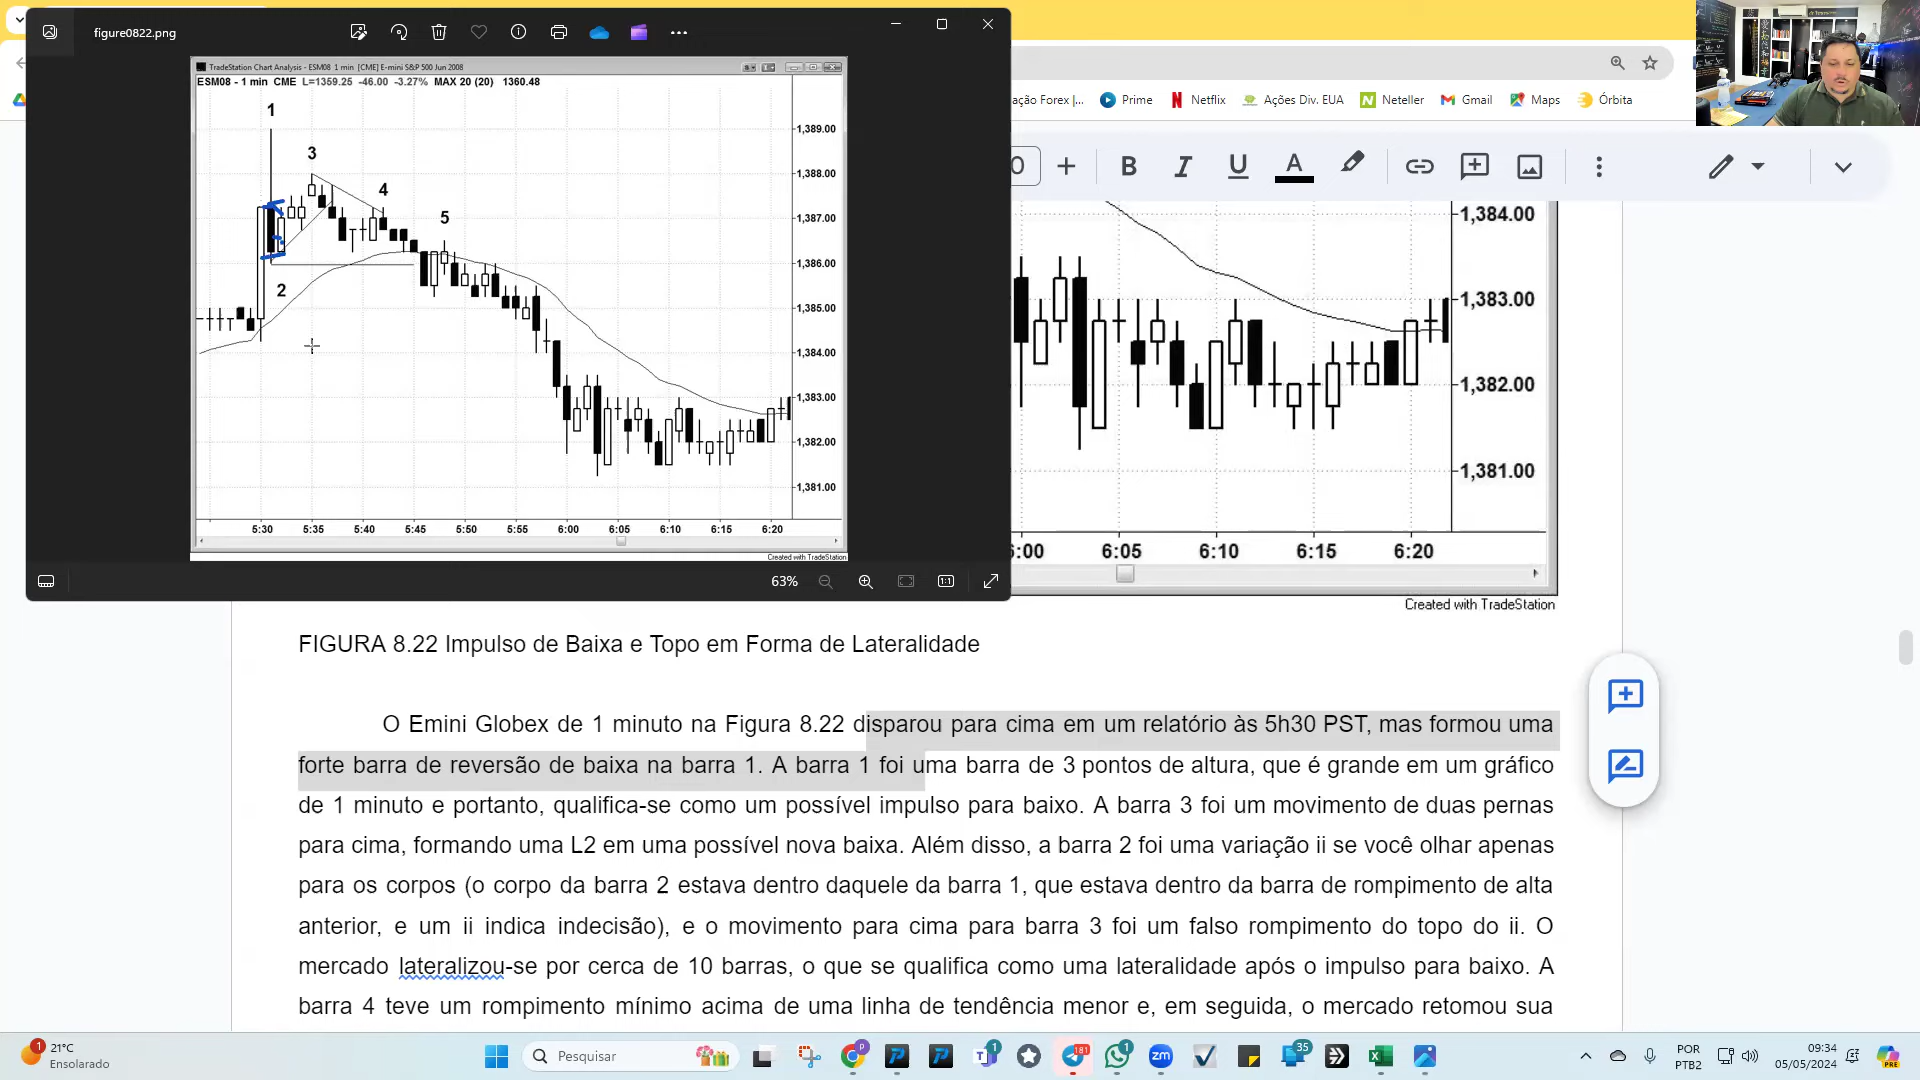 figure0822.png
TradeStation Chart Analysis - ESM08 1 min [CME] E-mini S&P 500 Jun 2008
ESM08 - 1 min CME L=1359.25 -46.00 -3.27% MAX 20 (20) 1360.48
1
3
4
5
2
1,389.00
1,388.00
1,387.00
1,386.00
1,385.00
1,384.00
1,383.00
1,382.00
1,381.00
5:30 5:35 5:40 5:45 5:50 5:55 6:00 6:05 6:10 6:15 6:20
Created with TradeStation
63%
1:1
ação Forex |... Prime Netflix Ações Div. EUA Neteller Gmail Maps Órbita
B I U A
1,384.00
1,383.00
1,382.00
1,381.00
:00 6:05 6:10 6:15 6:20
Created with TradeStation
FIGURA 8.22 Impulso de Baixa e Topo em Forma de Lateralidade
O Emini Globex de 1 minuto na Figura 8.22 disparou para cima em um relatório às 5h30 PST, mas formou uma
forte barra de reversão de baixa na barra 1. A barra 1 foi uma barra de 3 pontos de altura, que é grande em um gráfico
de 1 minuto e portanto, qualifica-se como um possível impulso para baixo. A barra 3 foi um movimento de duas pernas
para cima, formando uma L2 em uma possível nova baixa. Além disso, a barra 2 foi uma variação ii se você olhar apenas
para os corpos (o corpo da barra 2 estava dentro daquele da barra 1, que estava dentro da barra de rompimento de alta
anterior, e um ii indica indecisão), e o movimento para cima para barra 3 foi um falso rompimento do topo do ii. O
mercado lateralizou-se por cerca de 10 barras, o que se qualifica como uma lateralidade após o impulso para baixo. A
barra 4 teve um rompimento mínimo acima de uma linha de tendência menor e, em seguida, o mercado retomou sua
1
21°C
Ensolarado
Pesquisar
P
1
181
1
zm
35
POR
PTB2
09:34
05/05/2024
PRE